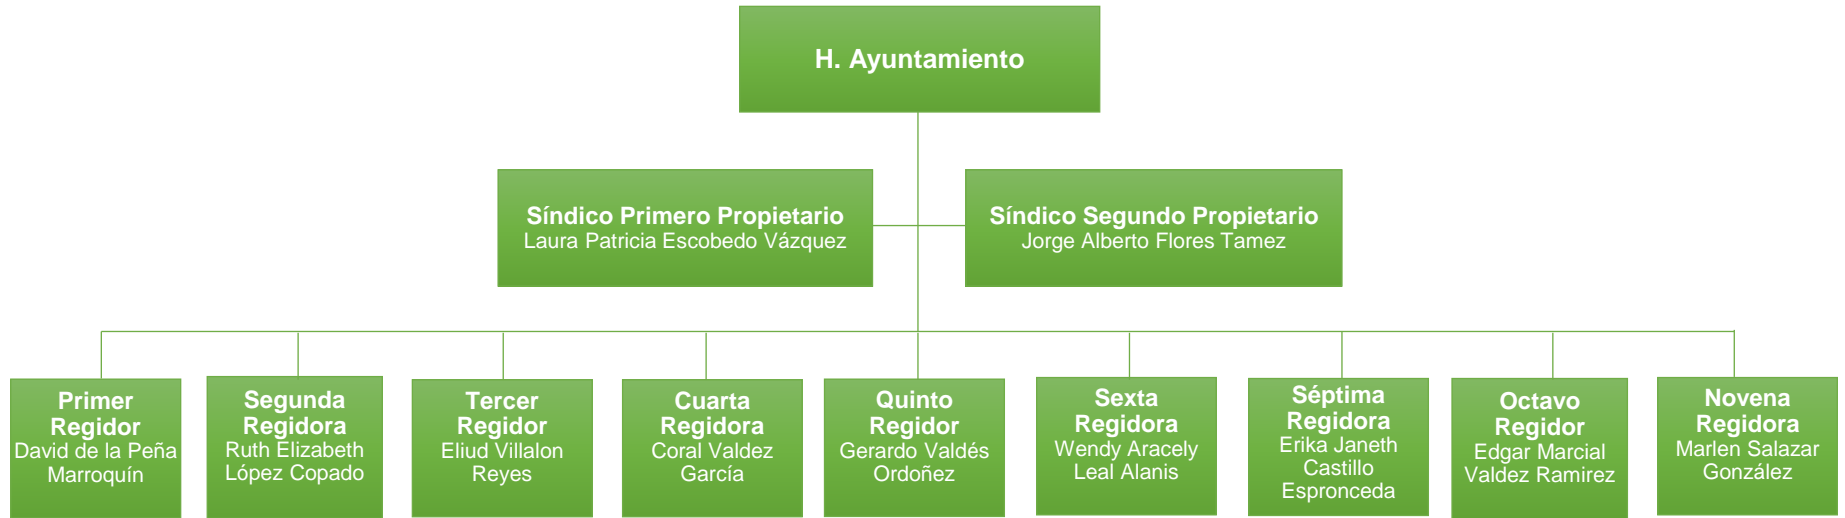 H. Ayuntamiento
Síndico Primero Propietario
Laura Patricia Escobedo Vázquez
Síndico Segundo Propietario
Jorge Alberto Flores Tamez
Primer
Regidor
David de la Peña
Marroquín
Segunda
Regidora
Ruth Elizabeth
López Copado
Tercer
Regidor
Eliud Villalon
Reyes
Cuarta
Regidora
Coral Valdez
García
Quinto
Regidor
Gerardo Valdés
Ordoñez
Sexta
Regidora
Wendy Aracely
Leal Alanis
Séptima
Regidora
Erika Janeth
Castillo
Espronceda
Octavo
Regidor
Edgar Marcial
Valdez Ramirez
Novena
Regidora
Marlen Salazar
González